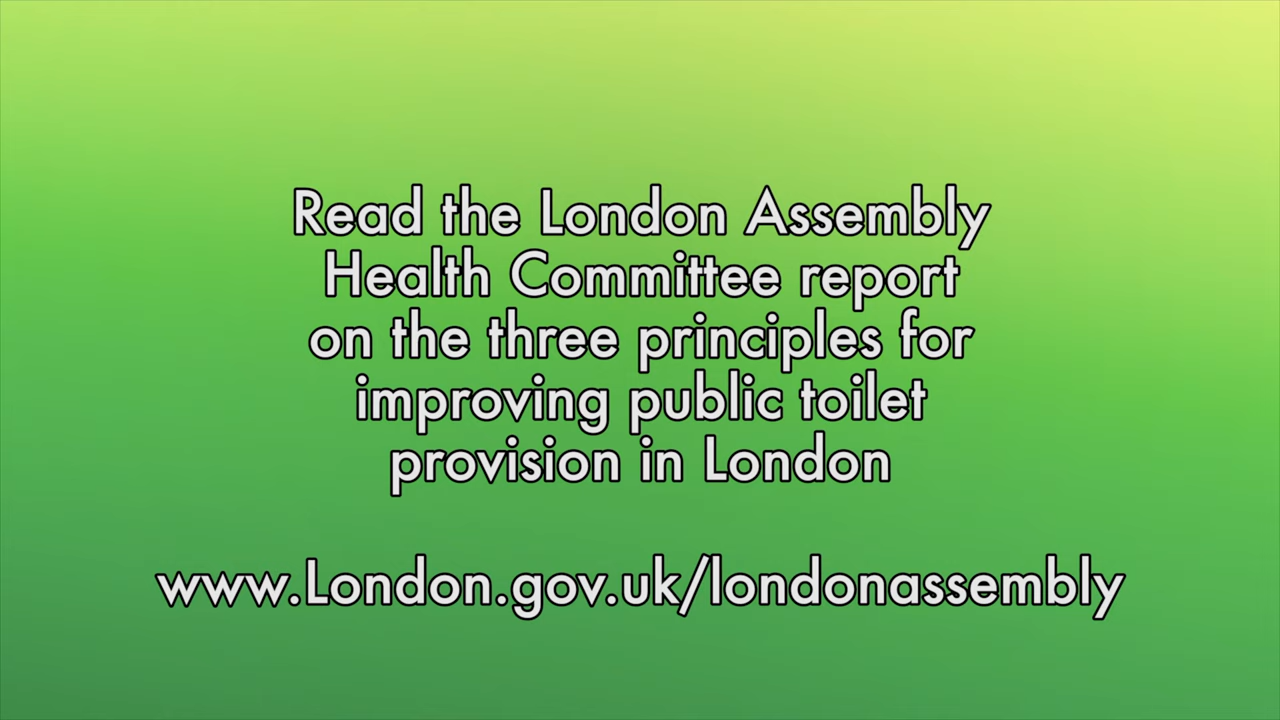 Read the London Assembly
Health Committee report
on the three principles for
improving public toilet
provision in London
www.London.gov.uk/londonassembly